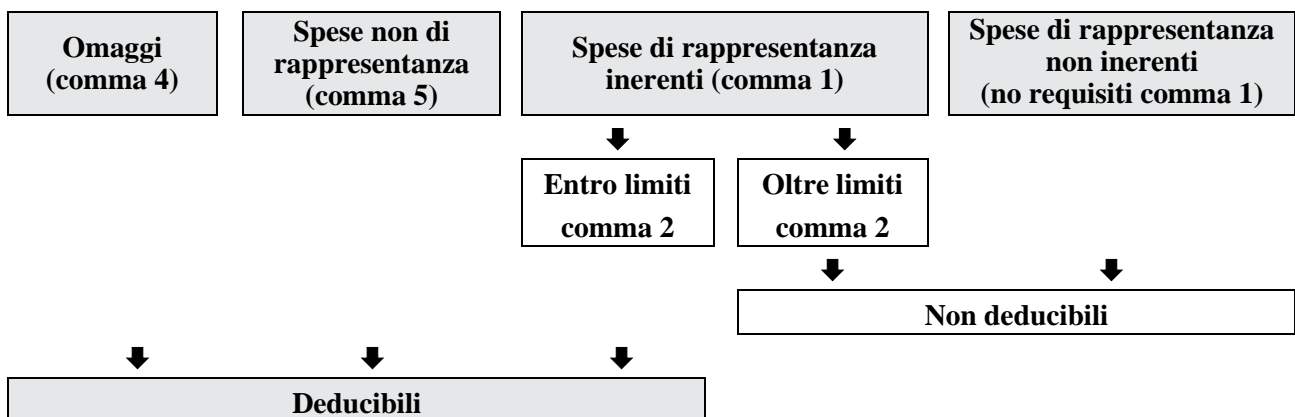 Omaggi
(comma 4)
Spese non di
rappresentanza
(comma 5)
Spese di rappresentanza
inerenti (comma 1)
Spese di rappresentanza
non inerenti
(no requisiti comma 1)
Entro limiti
comma 2
Oltre limiti
comma 2
Non deducibili
Deducibili